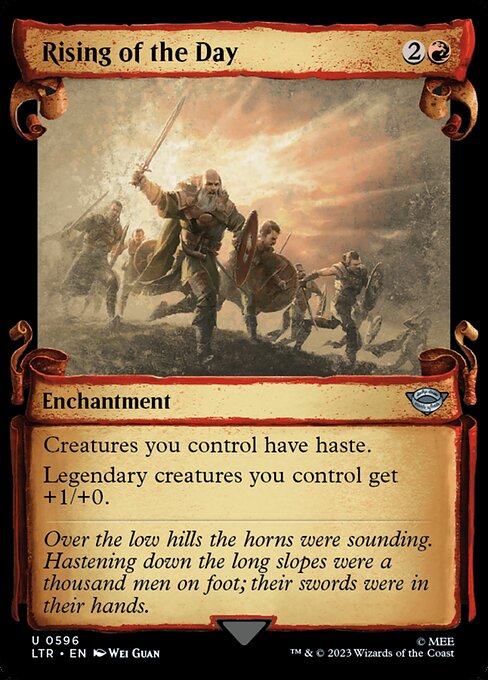 Rising of the Day 2
Enchantment
Creatures you control have haste.
Legendary creatures you control get
+1/+0.
Over the low hills the horns were sounding.
Hastening down the long slopes were a
thousand men on foot; their swords were in
their hands.
U 0596
LTR • EN Wei Guan
© MEE
™ & © 2023 Wizards of the Coast